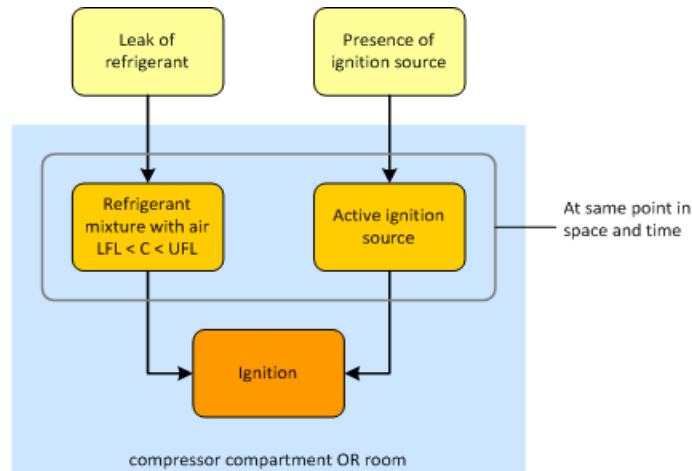 Leak of
refrigerant
Presence of
ignition source
Refrigerant
mixture with air
LFL < C < UFL
Active ignition
source
At same point in
space and time
Ignition
compressor compartment OR room